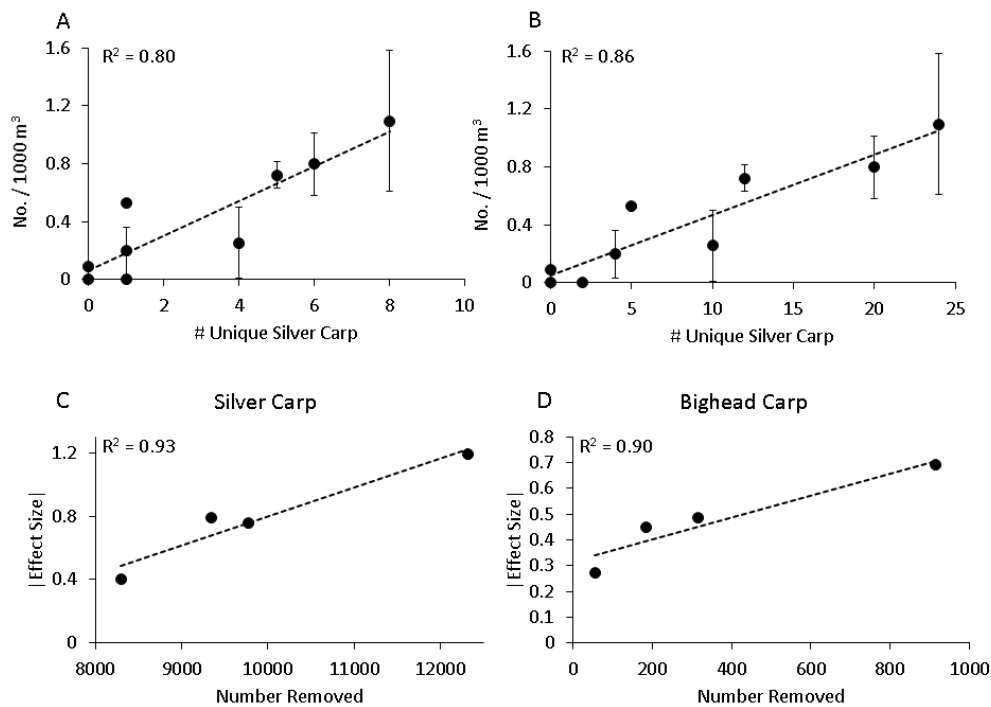 A
R² = 0.80
No. / 1000 m³
1.6
1.2
0.8
0.4
0
0 2 4 6 8 10
# Unique Silver Carp
B
R² = 0.86
No. / 1000 m³
1.6
1.2
0.8
0.4
0
0 5 10 15 20 25
# Unique Silver Carp
C
Silver Carp
R² = 0.93
|Effect Size|
1.2
0.8
0.4
0
8000 9000 10000 11000 12000
Number Removed
D
Bighead Carp
R² = 0.90
|Effect Size|
0.8
0.7
0.6
0.5
0.4
0.3
0.2
0.1
0
0 200 400 600 800 1000
Number Removed